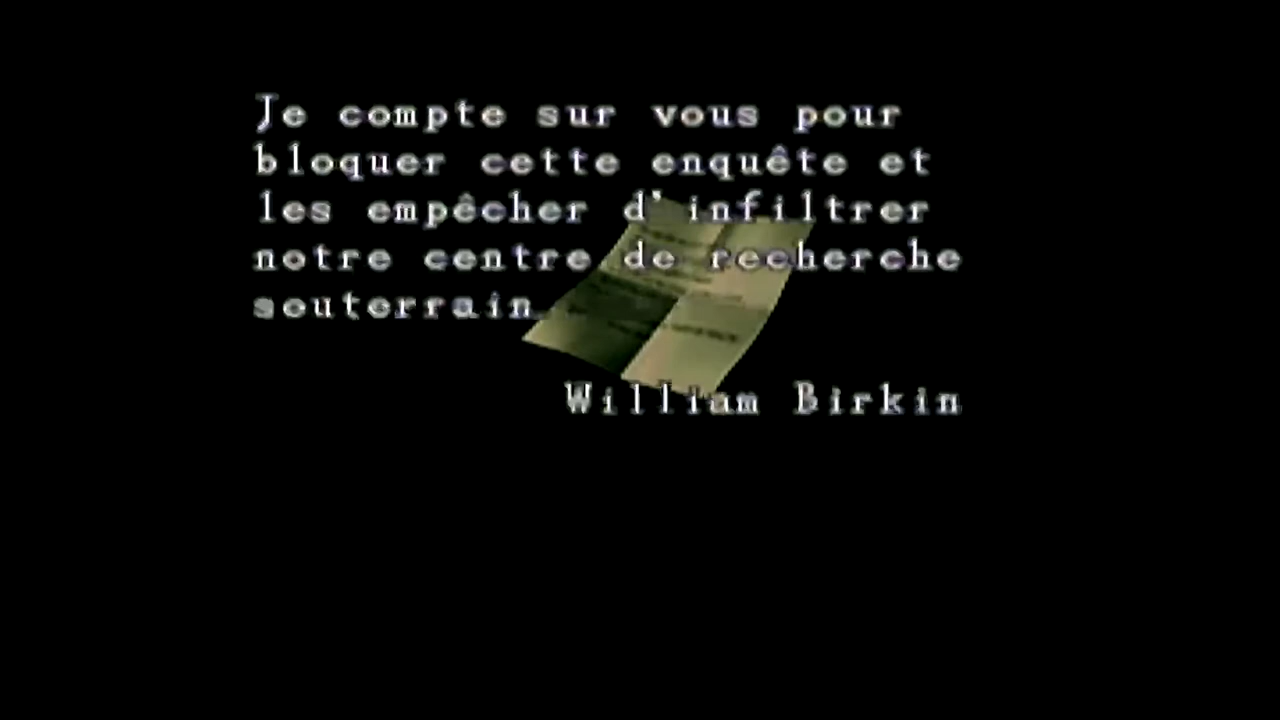 Je compte sur vous pour
bloquer cette enquête et
les empêcher d'infiltrer
notre centre de recherche
souterrain.
William Birkin